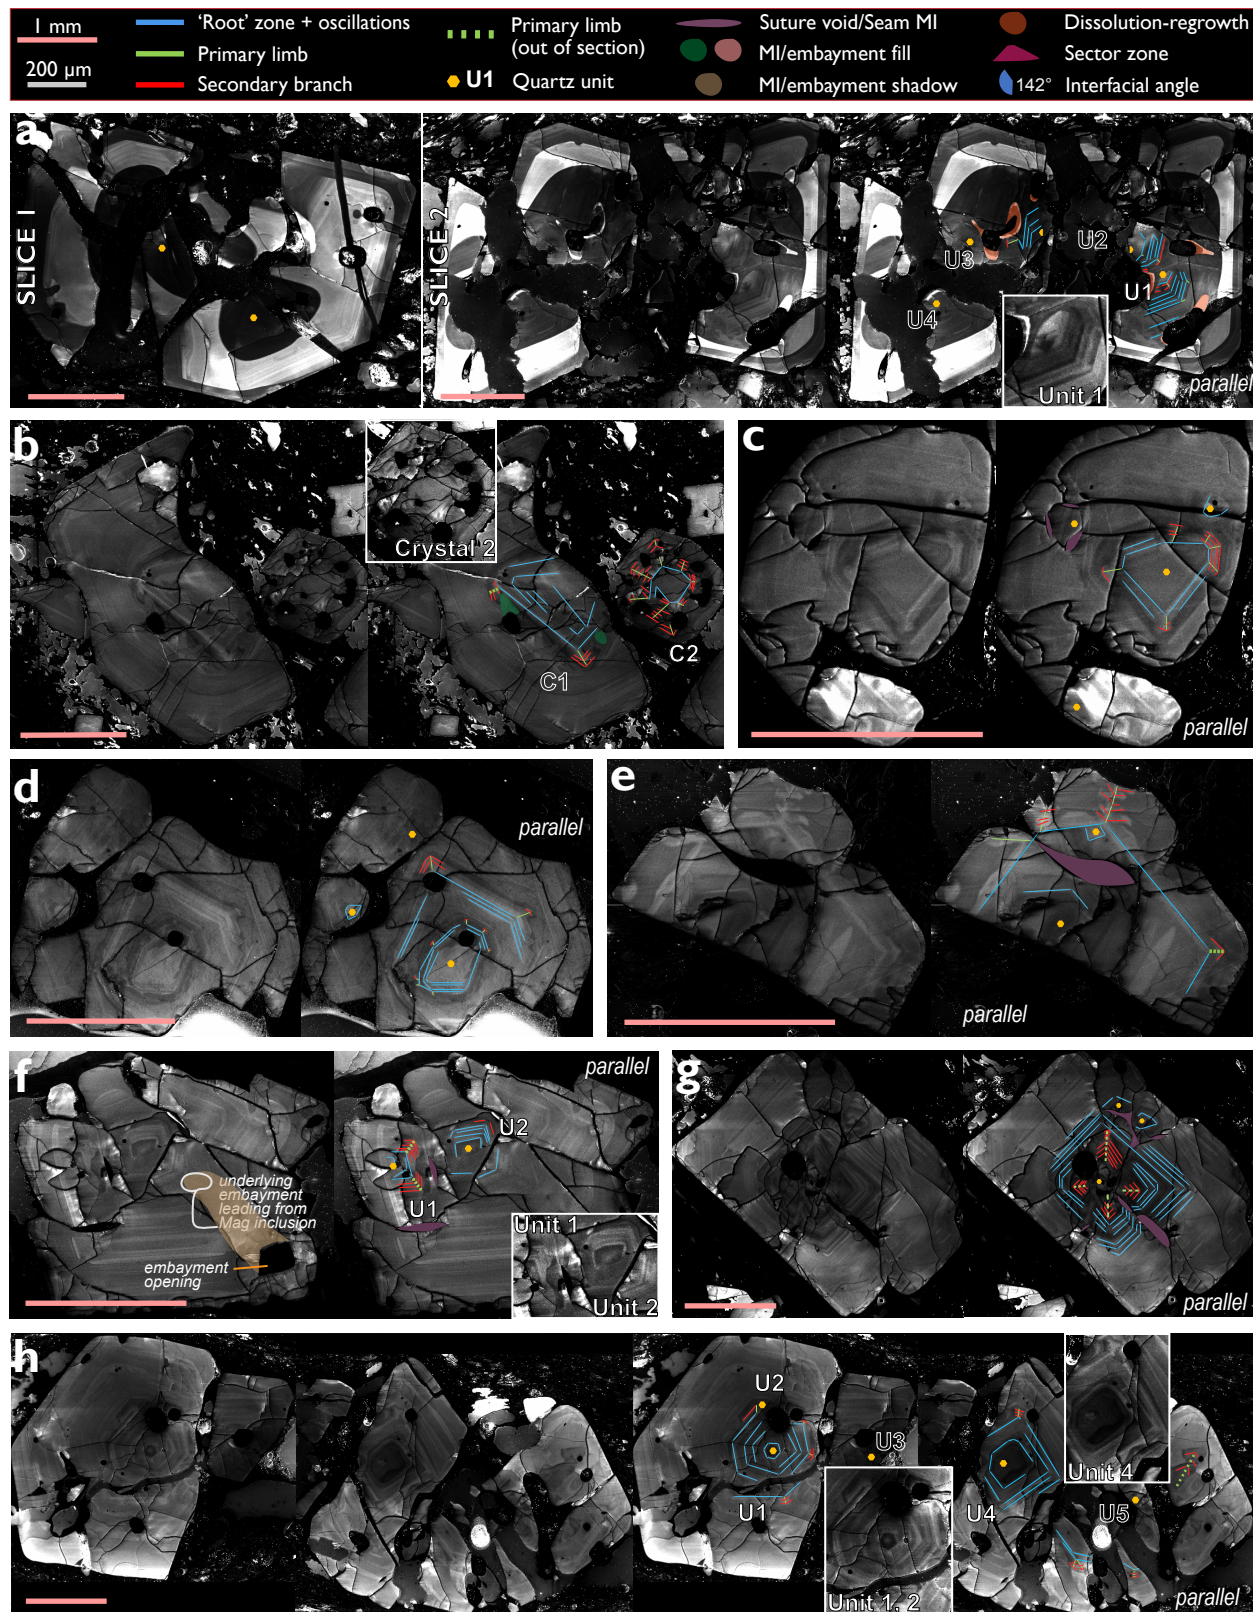 1 mm
200 µm
'Root' zone + oscillations
Primary limb
Secondary branch
Primary limb
(out of section)
U1 Quartz unit
Suture void/Seam MI
MI/embayment fill
MI/embayment shadow
Dissolution-regrowth
Sector zone
142° Interfacial angle
a
SLICE 1
SLICE 2
U3
U4
U2
U1
Unit 1
parallel
b
Crystal 2
C1
C2
c
parallel
d
parallel
e
parallel
f
underlying
embayment
leading from
Mag inclusion
embayment
opening
parallel
U2
U1
Unit 1
Unit 2
g
parallel
h
U2
U3
U1
Unit 1, 2
U4
Unit 4
U5
parallel